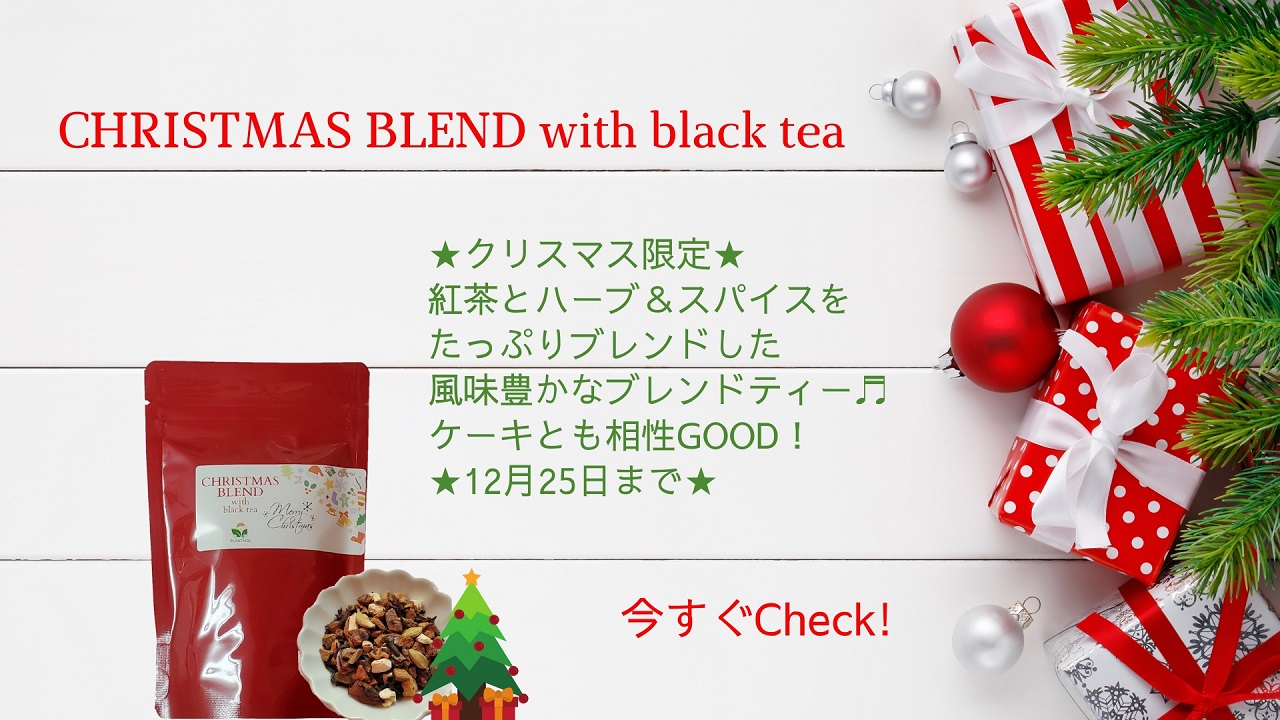 CHRISTMAS BLEND with black tea
★クリスマス限定★
紅茶とハーブ＆スパイスを
たっぷりブレンドした
風味豊かなブレンドティー♬
ケーキとも相性GOOD！
★12月25日まで★
CHRISTMAS
BLEND
with
black tea
Merry
Christmas
今すぐCheck!